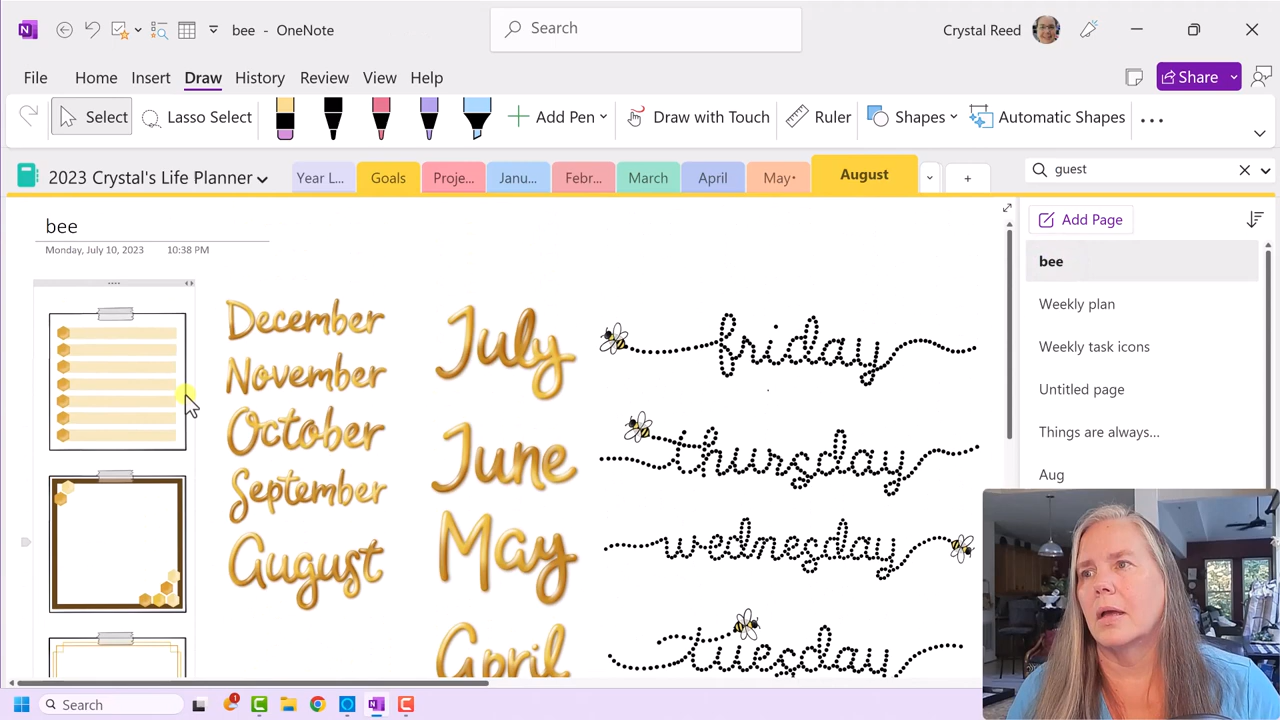 bee - OneNote
Search
Crystal Reed
File
Home
Insert
Draw
History
Review
View
Help
Share
Select
Lasso Select
Add Pen
Draw with Touch
Ruler
Shapes
Automatic Shapes
2023 Crystal's Life Planner
Year L...
Goals
Proje...
Janu...
Febr...
March
April
May
August
guest
bee
Monday, July 10, 2023
10:38 PM
Add Page
bee
Weekly plan
Weekly task icons
Untitled page
Things are always...
Aug
December
November
October
September
August
July
June
May
April
friday
thursday
wednesday
tuesday
Search